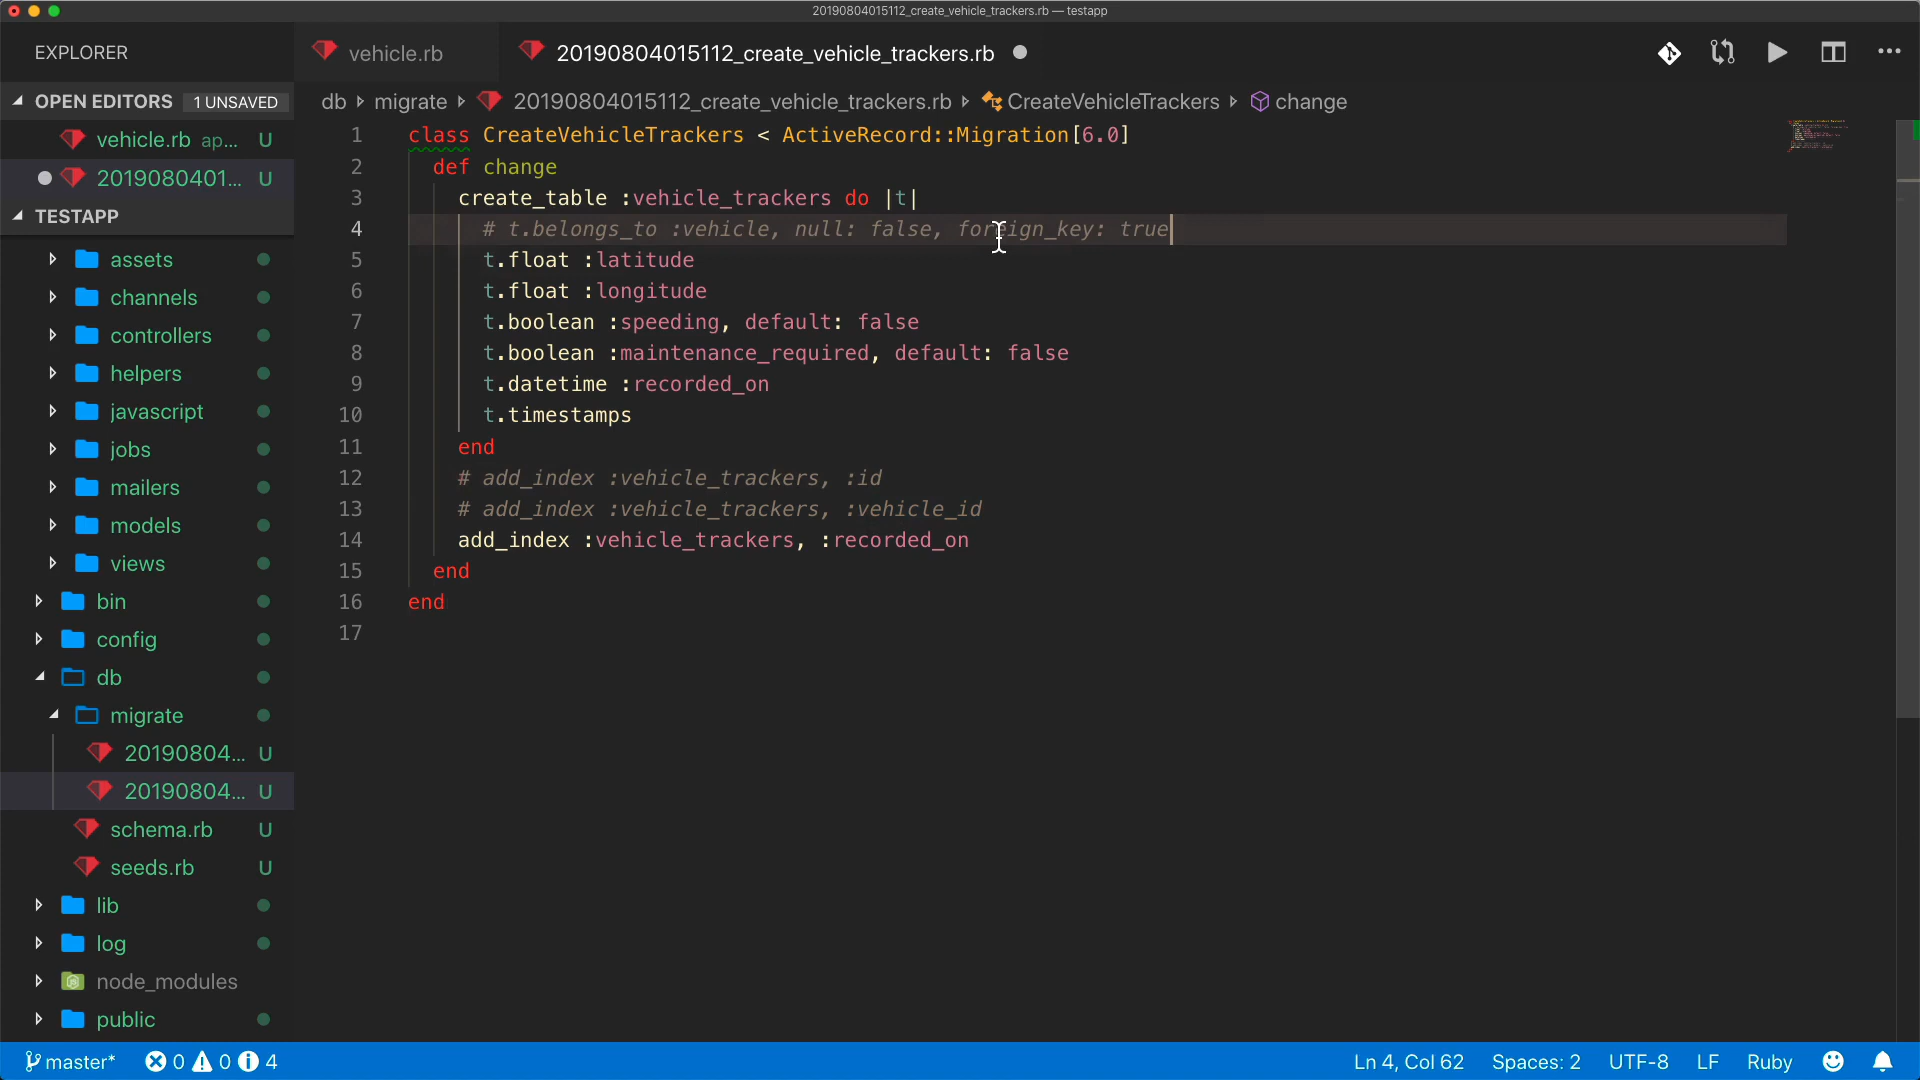 20190804015112_create_vehicle_trackers.rb — testapp
EXPLORER
vehicle.rb
20190804015112_create_vehicle_trackers.rb
OPEN EDITORS 1 UNSAVED
db migrate 20190804015112_create_vehicle_trackers.rb CreateVehicleTrackers change
vehicle.rb ap... U
2019080401... U
TESTAPP
assets
channels
controllers
helpers
javascript
jobs
mailers
models
views
bin
config
db
migrate
20190804... U
20190804... U
schema.rb U
seeds.rb U
lib
log
node_modules
public
1 class CreateVehicleTrackers < ActiveRecord::Migration[6.0]
2 def change
3 create_table :vehicle_trackers do |t|
4 # t.belongs_to :vehicle, null: false, foreign_key: true
5 t.float :latitude
6 t.float :longitude
7 t.boolean :speeding, default: false
8 t.boolean :maintenance_required, default: false
9 t.datetime :recorded_on
10 t.timestamps
11 end
12 # add_index :vehicle_trackers, :id
13 # add_index :vehicle_trackers, :vehicle_id
14 add_index :vehicle_trackers, :recorded_on
15 end
16 end
17
master* 0 0 4
Ln 4, Col 62 Spaces: 2 UTF-8 LF Ruby